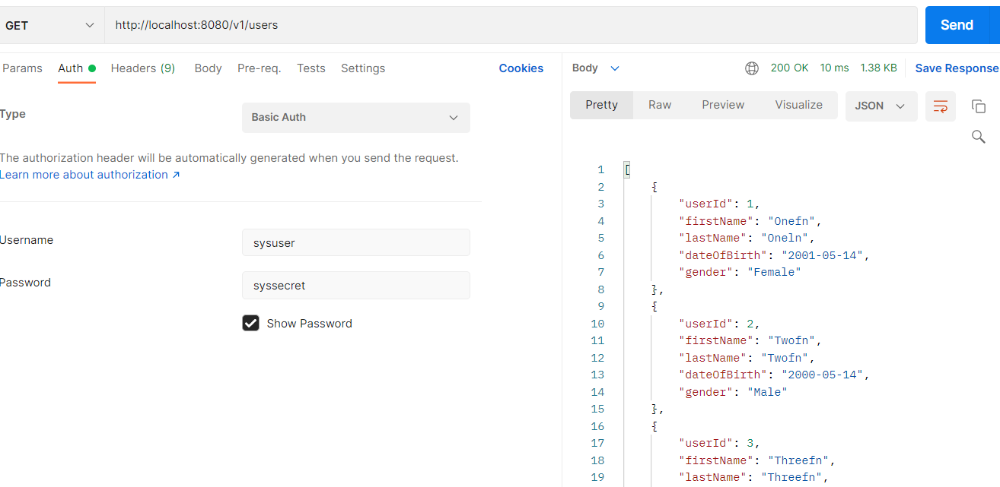 GET http://localhost:8080/v1/users Send
Params Auth Headers (9) Body Pre-req. Tests Settings Cookies
Type Basic Auth
The authorization header will be automatically generated when you send the request.
Learn more about authorization ↗
Username sysuser
Password syssecret
Show Password
Body 200 OK 10 ms 1.38 KB Save Response
Pretty Raw Preview Visualize JSON
1 [
2 {
3 "userId": 1,
4 "firstName": "Onefn",
5 "lastName": "Oneln",
6 "dateOfBirth": "2001-05-14",
7 "gender": "Female"
8 },
9 {
10 "userId": 2,
11 "firstName": "Twofn",
12 "lastName": "Twofn",
13 "dateOfBirth": "2000-05-14",
14 "gender": "Male"
15 },
16 {
17 "userId": 3,
18 "firstName": "Threefn",
19 "lastName": "Threefn",